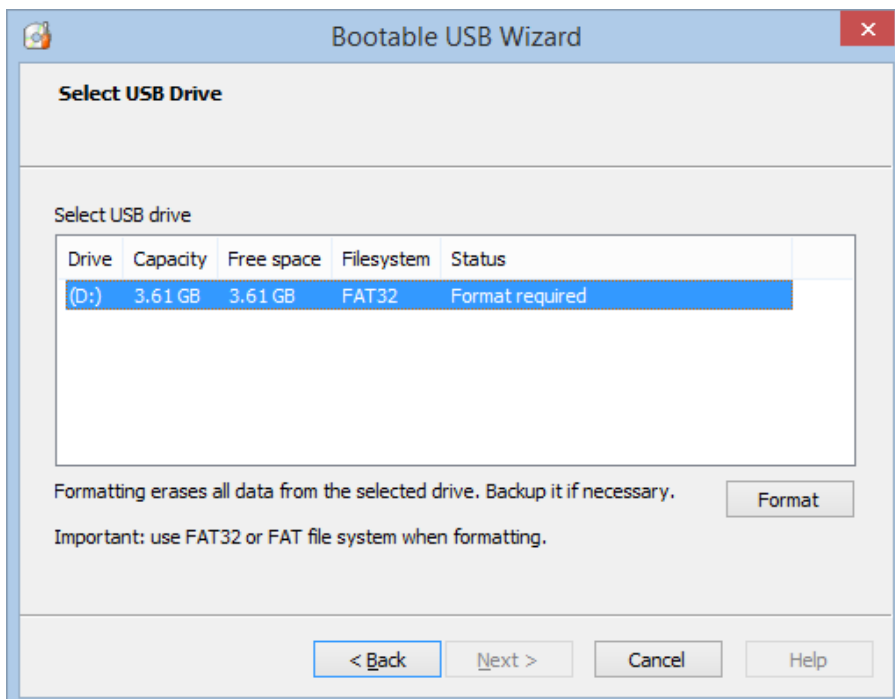 Bootable USB Wizard
Select USB Drive
Select USB drive
Drive Capacity Free space Filesystem Status
(D:) 3.61 GB 3.61 GB FAT32 Format required
Formatting erases all data from the selected drive. Backup it if necessary.
Format
Important: use FAT32 or FAT file system when formatting.
< Back Next > Cancel Help